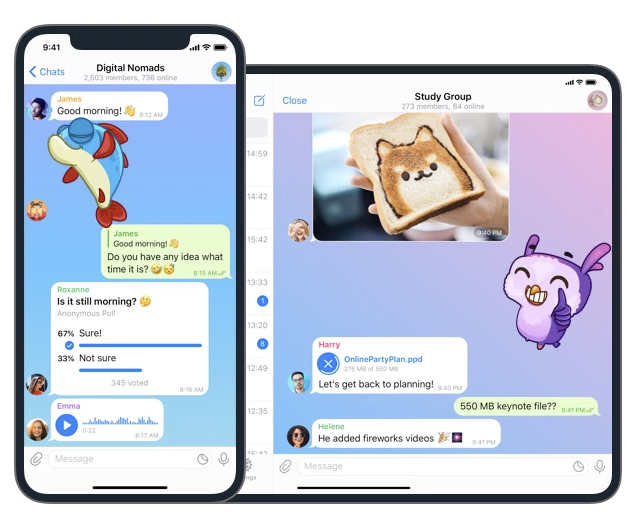 9:41
Chats
Digital Nomads
2,503 members, 736 online
James
Good morning! 👋
8:12 AM
James
Good morning! 👋
Do you have any idea what
time it is? 🤣😴
8:15 AM
Roxanne
Is it still morning? 🤔
Anonymous Poll
67% Sure!
33% Not sure
345 voted
8:16 AM
Emma
0:22
8:17 AM
Message
14:59
14:42
15:42
13:33
1
13:20
8
12:49
12:35
Close
Study Group
273 members, 84 online
9:40 PM
Harry
OnlinePartyPlan.ppd
275 MB of 550 MB
Let's get back to planning!
9:40 PM
550 MB keynote file??
9:41 PM
Helene
He added fireworks videos 🎉🎆
9:41 PM
Message